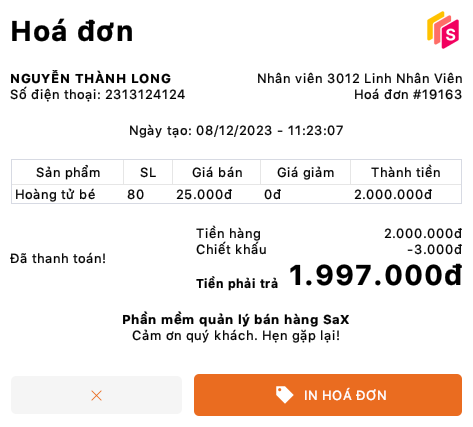 Hoá đơn
S
NGUYỄN THÀNH LONG
Nhân viên 3012 Linh Nhân Viên
Số điện thoại: 2313124124
Hoá đơn #19163
Ngày tạo: 08/12/2023 - 11:23:07
Sản phẩm SL Giá bán Giá giảm Thành tiền
Hoàng tử bé 80 25.000đ 0đ 2.000.000đ
Tiền hàng 2.000.000đ
Chiết khấu -3.000đ
Đã thanh toán!
Tiền phải trả 1.997.000đ
Phần mềm quản lý bán hàng SaX
Cảm ơn quý khách. Hẹn gặp lại!
IN HOÁ ĐƠN